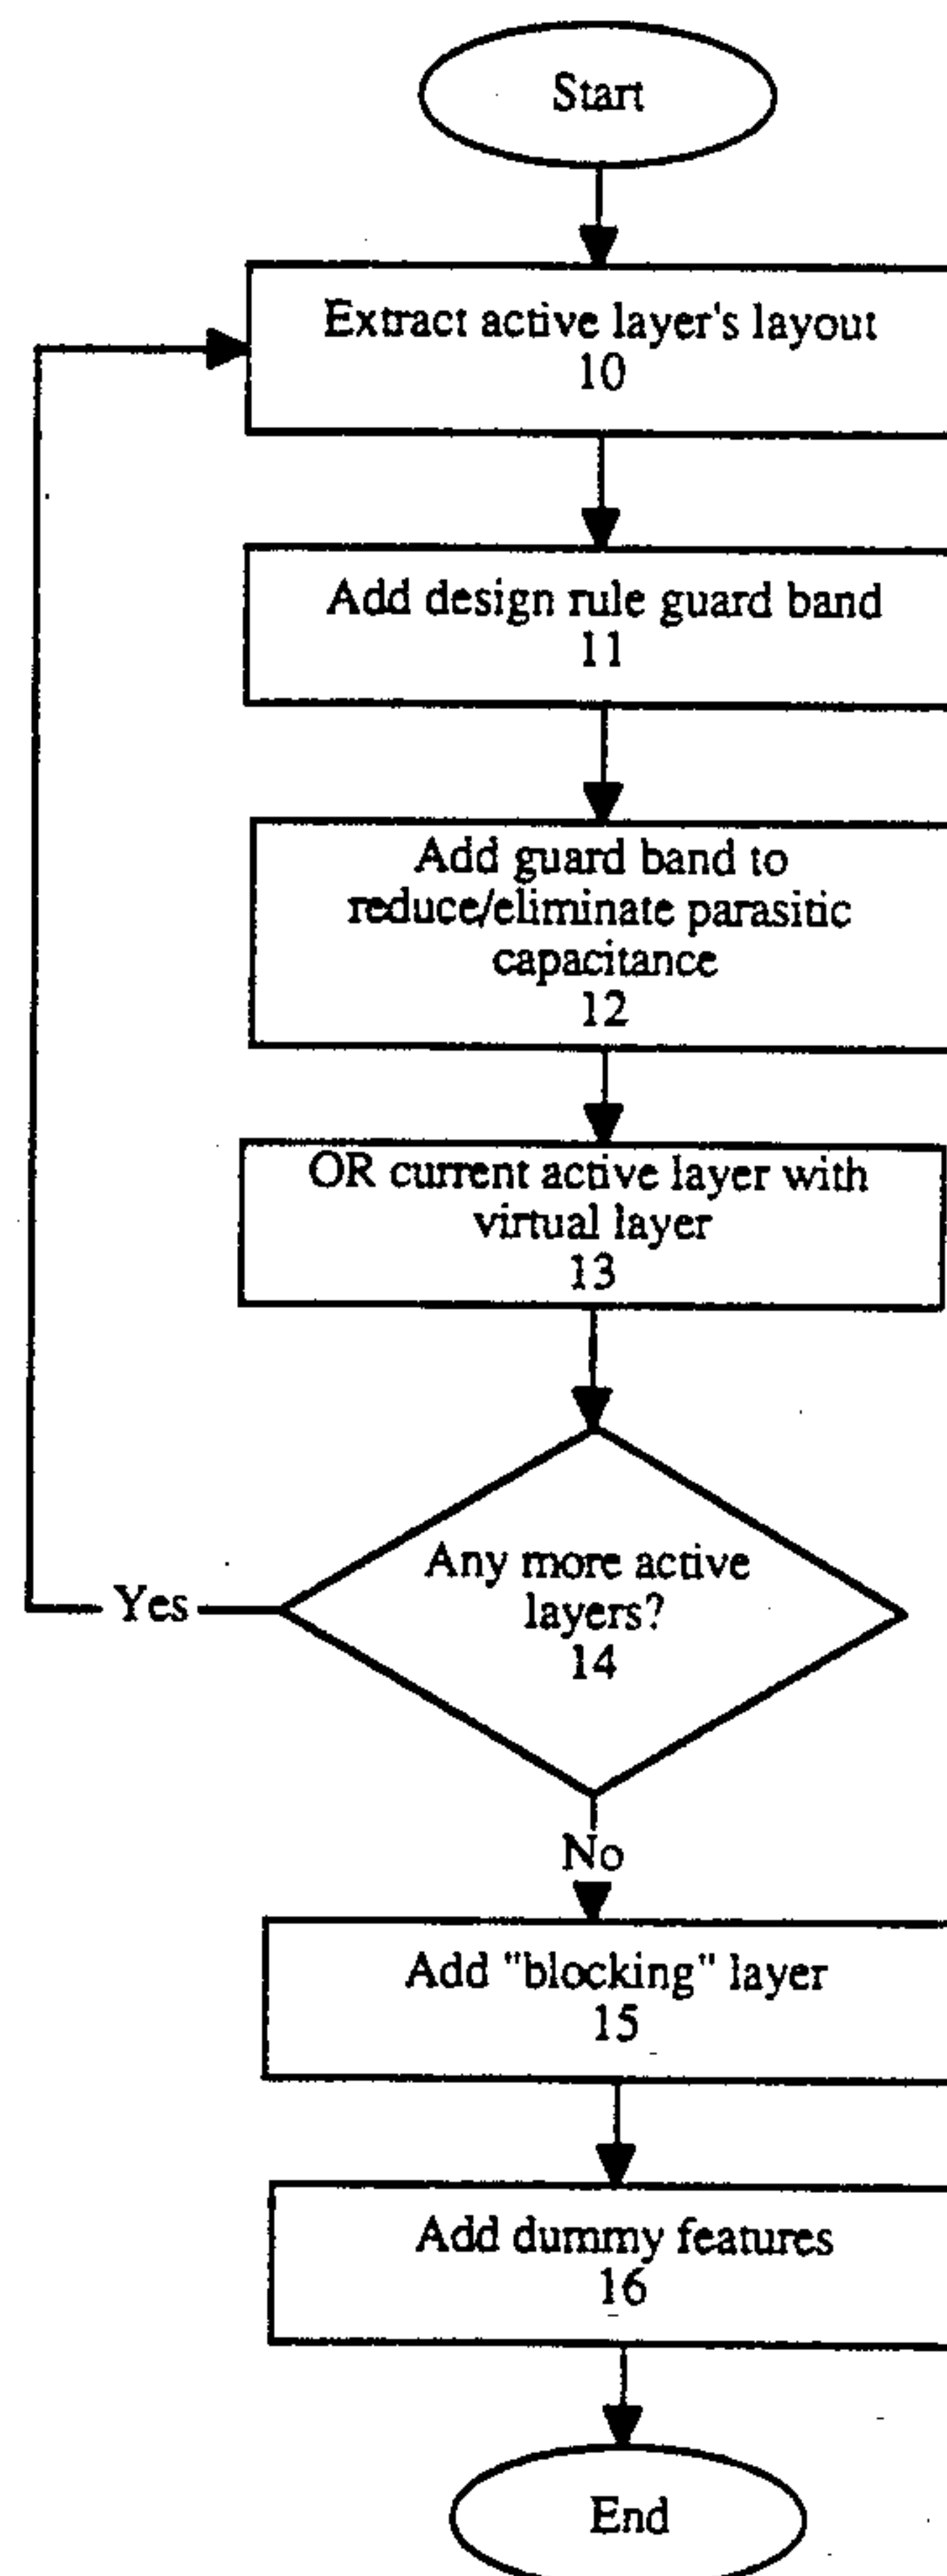 Start
Extract active layer's layout
10
Add design rule guard band
11
Add guard band to
reduce/eliminate parasitic
capacitance
12
OR current active layer with
virtual layer
13
Any more active
layers?
14
Yes
No
Add "blocking" layer
15
Add dummy features
16
End